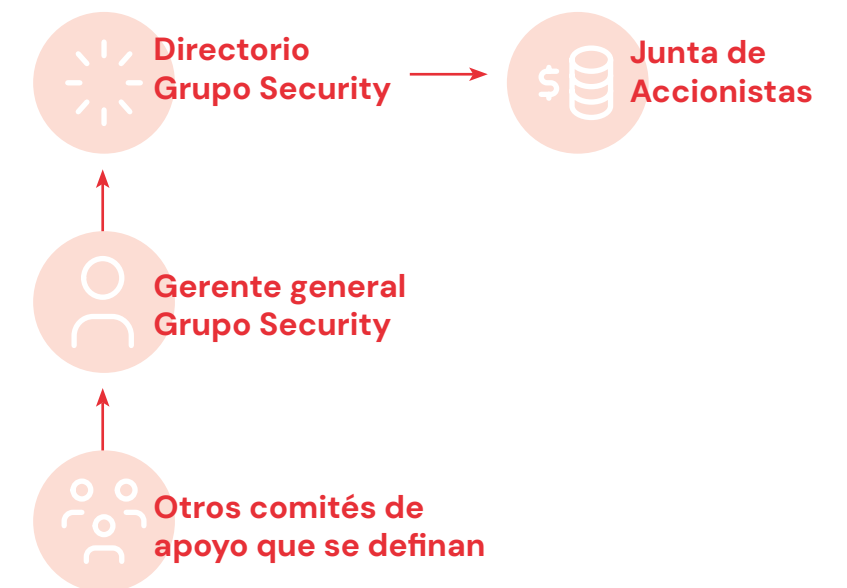 Directorio
Grupo Security
Junta de
Accionistas
$
Gerente general
Grupo Security
Otros comités de
apoyo que se definan